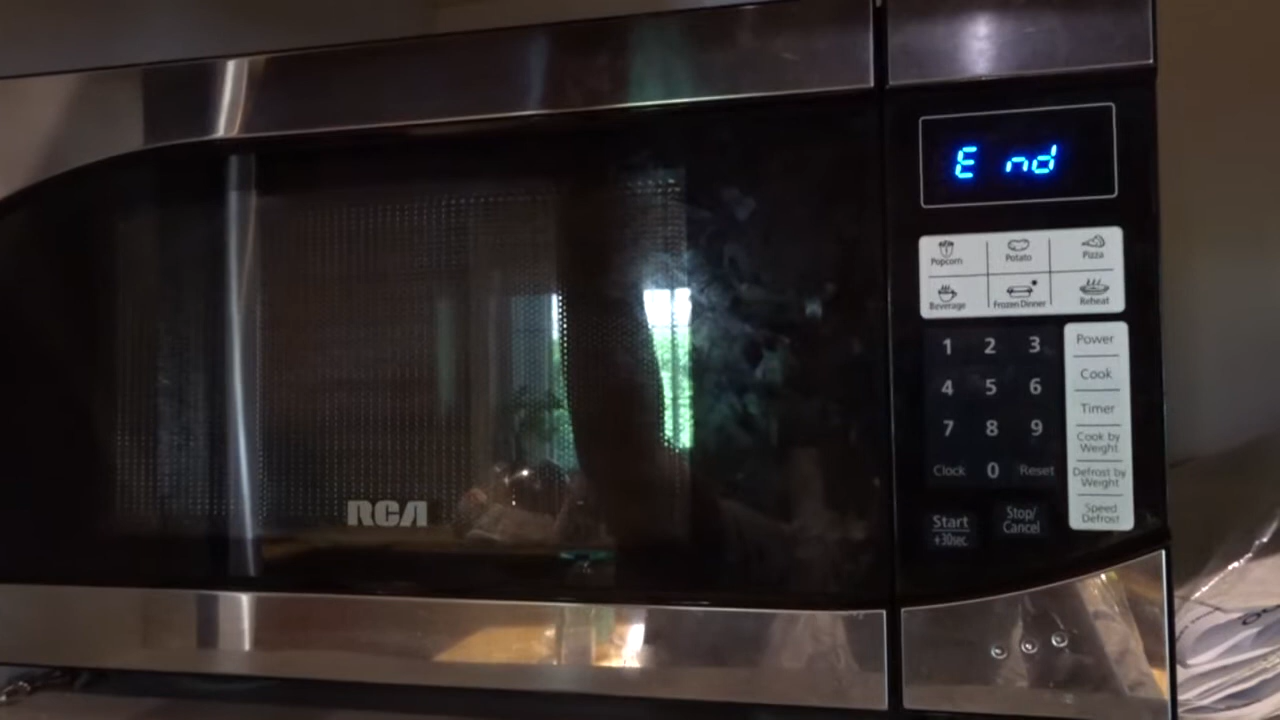 E nd
Popcorn
Potato
Pizza
Beverage
Frozen Dinner
Reheat
1 2 3
4 5 6
7 8 9
Clock 0 Reset
Start
+30sec
Stop/
Cancel
Power
Cook
Timer
Cook by
Weight
Defrost by
Weight
Speed
Defrost
RCA